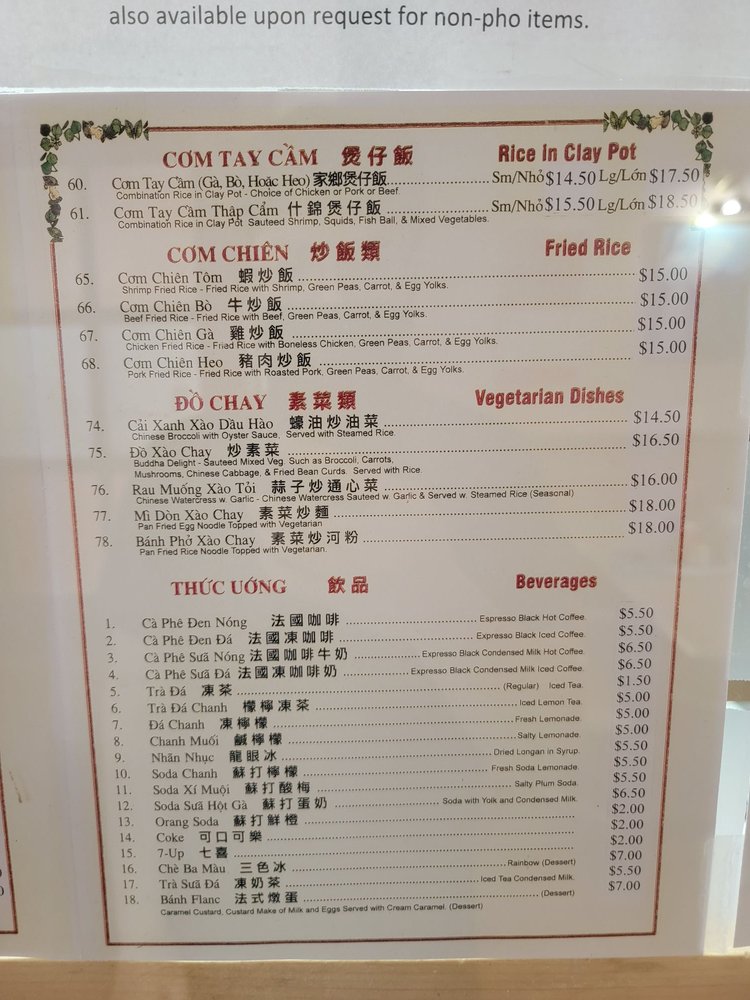 also available upon request for non-pho items.
CƠM TAY CẦM 煲仔飯 Rice in Clay Pot
60. Cơm Tay Cầm (Gà, Bò, Hoặc Heo) 家鄉煲仔飯 Sm/Nhỏ $14.50 Lg/Lớn $17.50
Combination Rice in Clay Pot - Choice of Chicken or Pork or Beef.
61. Cơm Tay Cầm Thập Cẩm 什錦煲仔飯 Sm/Nhỏ $15.50 Lg/Lớn $18.50
Combination Rice in Clay Pot Sauteed Shrimp, Squids, Fish Ball, & Mixed Vegetables.
CƠM CHIÊN 炒飯類 Fried Rice
65. Cơm Chiên Tôm 蝦炒飯 $15.00
Shrimp Fried Rice - Fried Rice with Shrimp, Green Peas, Carrot, & Egg Yolks.
66. Cơm Chiên Bò 牛炒飯 $15.00
Beef Fried Rice - Fried Rice with Beef, Green Peas, Carrot, & Egg Yolks.
67. Cơm Chiên Gà 雞炒飯 $15.00
Chicken Fried Rice - Fried Rice with Boneless Chicken, Green Peas, Carrot, & Egg Yolks.
68. Cơm Chiên Heo 豬肉炒飯 $15.00
Pork Fried Rice - Fried Rice with Roasted Pork, Green Peas, Carrot, & Egg Yolks.
ĐỒ CHAY 素菜類 Vegetarian Dishes
74. Cải Xanh Xào Dầu Hào 蠔油炒油菜 $14.50
Chinese Broccoli with Oyster Sauce, Served with Steamed Rice.
75. Đồ Xào Chay 炒素菜 $16.50
Buddha Delight - Sauteed Mixed Veg. Such as Broccoli, Carrots,
Mushrooms, Chinese Cabbage, & Fried Bean Curds. Served with Rice.
76. Rau Muống Xào Tỏi 蒜子炒通心菜 $16.00
Chinese Watercress w. Garlic - Chinese Watercress Sauteed w. Garlic & Served w. Steamed Rice (Seasonal)
77. Mì Dòn Xào Chay 素菜炒麵 $18.00
Pan Fried Egg Noodle Topped with Vegetarian
78. Bánh Phở Xào Chay 素菜炒河粉 $18.00
Pan Fried Rice Noodle Topped with Vegetarian.
THỨC UỐNG 飲品 Beverages
1. Cà Phê Đen Nóng 法國咖啡 Espresso Black Hot Coffee. $5.50
2. Cà Phê Đen Đá 法國凍咖啡 Espresso Black Iced Coffee. $5.50
3. Cà Phê Sữa Nóng 法國咖啡牛奶 Espresso Black Condensed Milk Hot Coffee. $6.50
4. Cà Phê Sữa Đá 法國凍咖啡奶 Espresso Black Condensed Milk Iced Coffee. $6.50
5. Trà Đá 凍茶 (Regular) Iced Tea. $1.50
6. Trà Đá Chanh 檬檸凍茶 Iced Lemon Tea. $5.00
7. Đá Chanh 凍檸檬 Fresh Lemonade. $5.00
8. Chanh Muối 鹹檸檬 Salty Lemonade. $5.00
9. Nhãn Nhục 龍眼冰 Dried Longan in Syrup. $5.50
10. Soda Chanh 蘇打檸檬 Fresh Soda Lemonade. $5.50
11. Soda Xí Muội 蘇打酸梅 Salty Plum Soda. $5.50
12. Soda Sữa Hột Gà 蘇打蛋奶 Soda with Yolk and Condensed Milk. $6.50
13. Orang Soda 蘇打鮮橙 $2.00
14. Coke 可口可樂 $2.00
15. 7-Up 七喜 $2.00
16. Chè Ba Màu 三色冰 Rainbow (Dessert) $7.00
17. Trà Sữa Đá 凍奶茶 Iced Tea Condensed Milk. $5.50
18. Bánh Flanc 法式燉蛋 (Dessert) $7.00
Caramel Custard, Custard Make of Milk and Eggs Served with Cream Caramel. (Dessert)